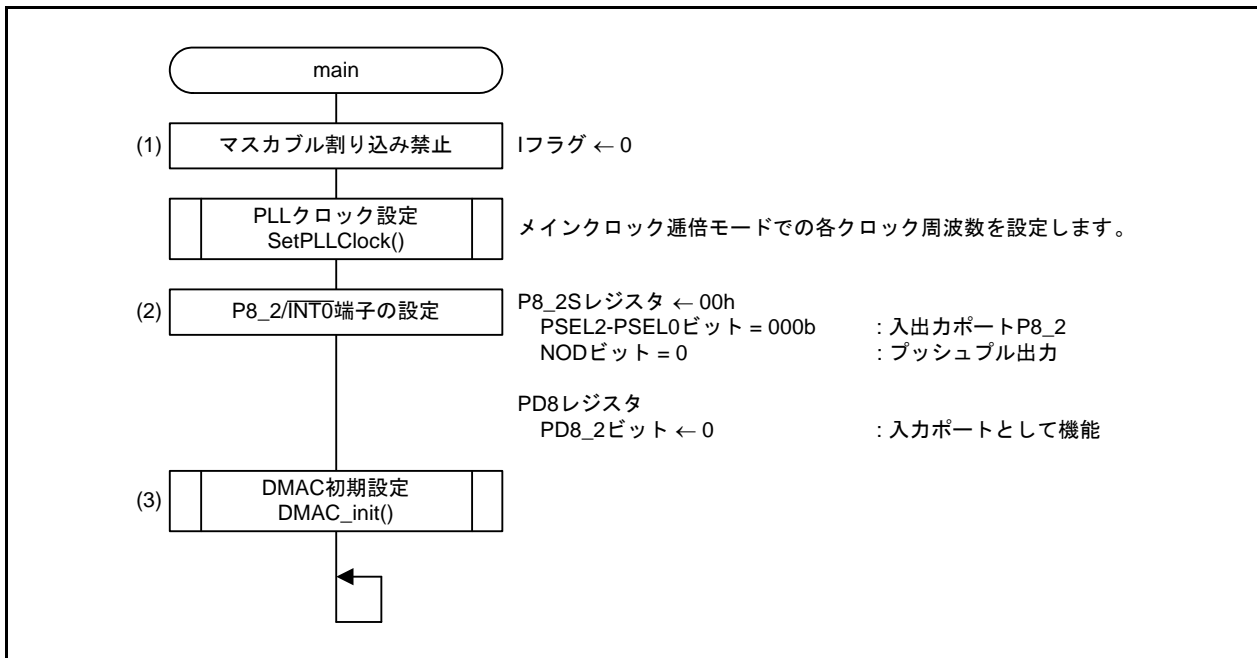 main
(1) マスカブル割り込み禁止 Iフラグ ← 0
PLLクロック設定
SetPLLClock()
メインクロック逓倍モードでの各クロック周波数を設定します。
(2) P8_2/INT0端子の設定 P8_2Sレジスタ ← 00h
PSEL2-PSEL0ビット = 000b : 入出力ポートP8_2
NODビット = 0 : プッシュプル出力
PD8レジスタ
PD8_2ビット ← 0 : 入力ポートとして機能
(3) DMAC初期設定
DMAC_init()